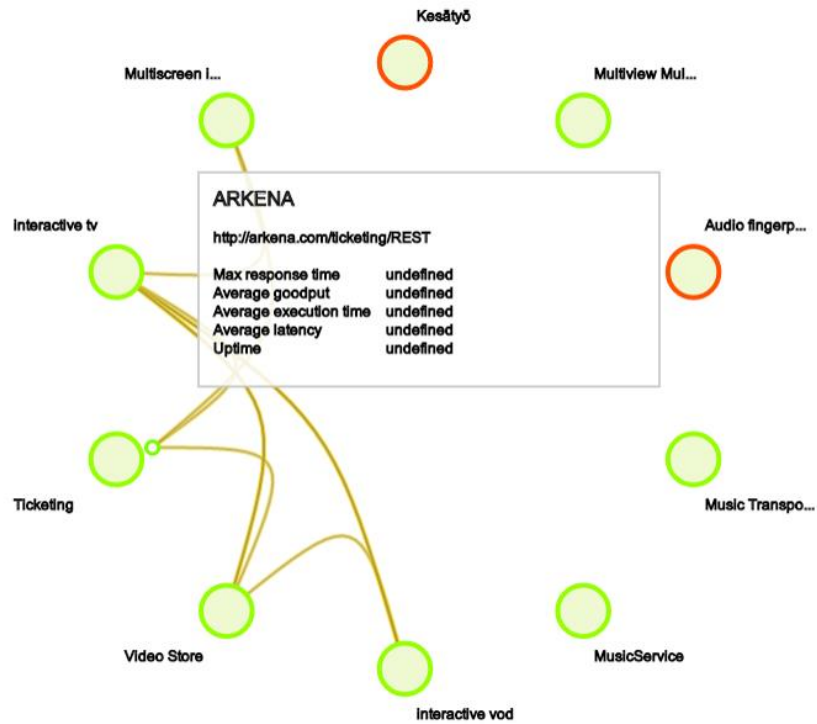 Kesätyö
Multiscreen i...
Multiview Mul...
ARKENA
interactive tv
http://arkena.com/ticketing/REST
Audio fingerp...
Max response time undefined
Average goodput undefined
Average execution time undefined
Average latency undefined
Uptime undefined
Ticketing
Music Transpo...
Video Store
MusicService
interactive vod